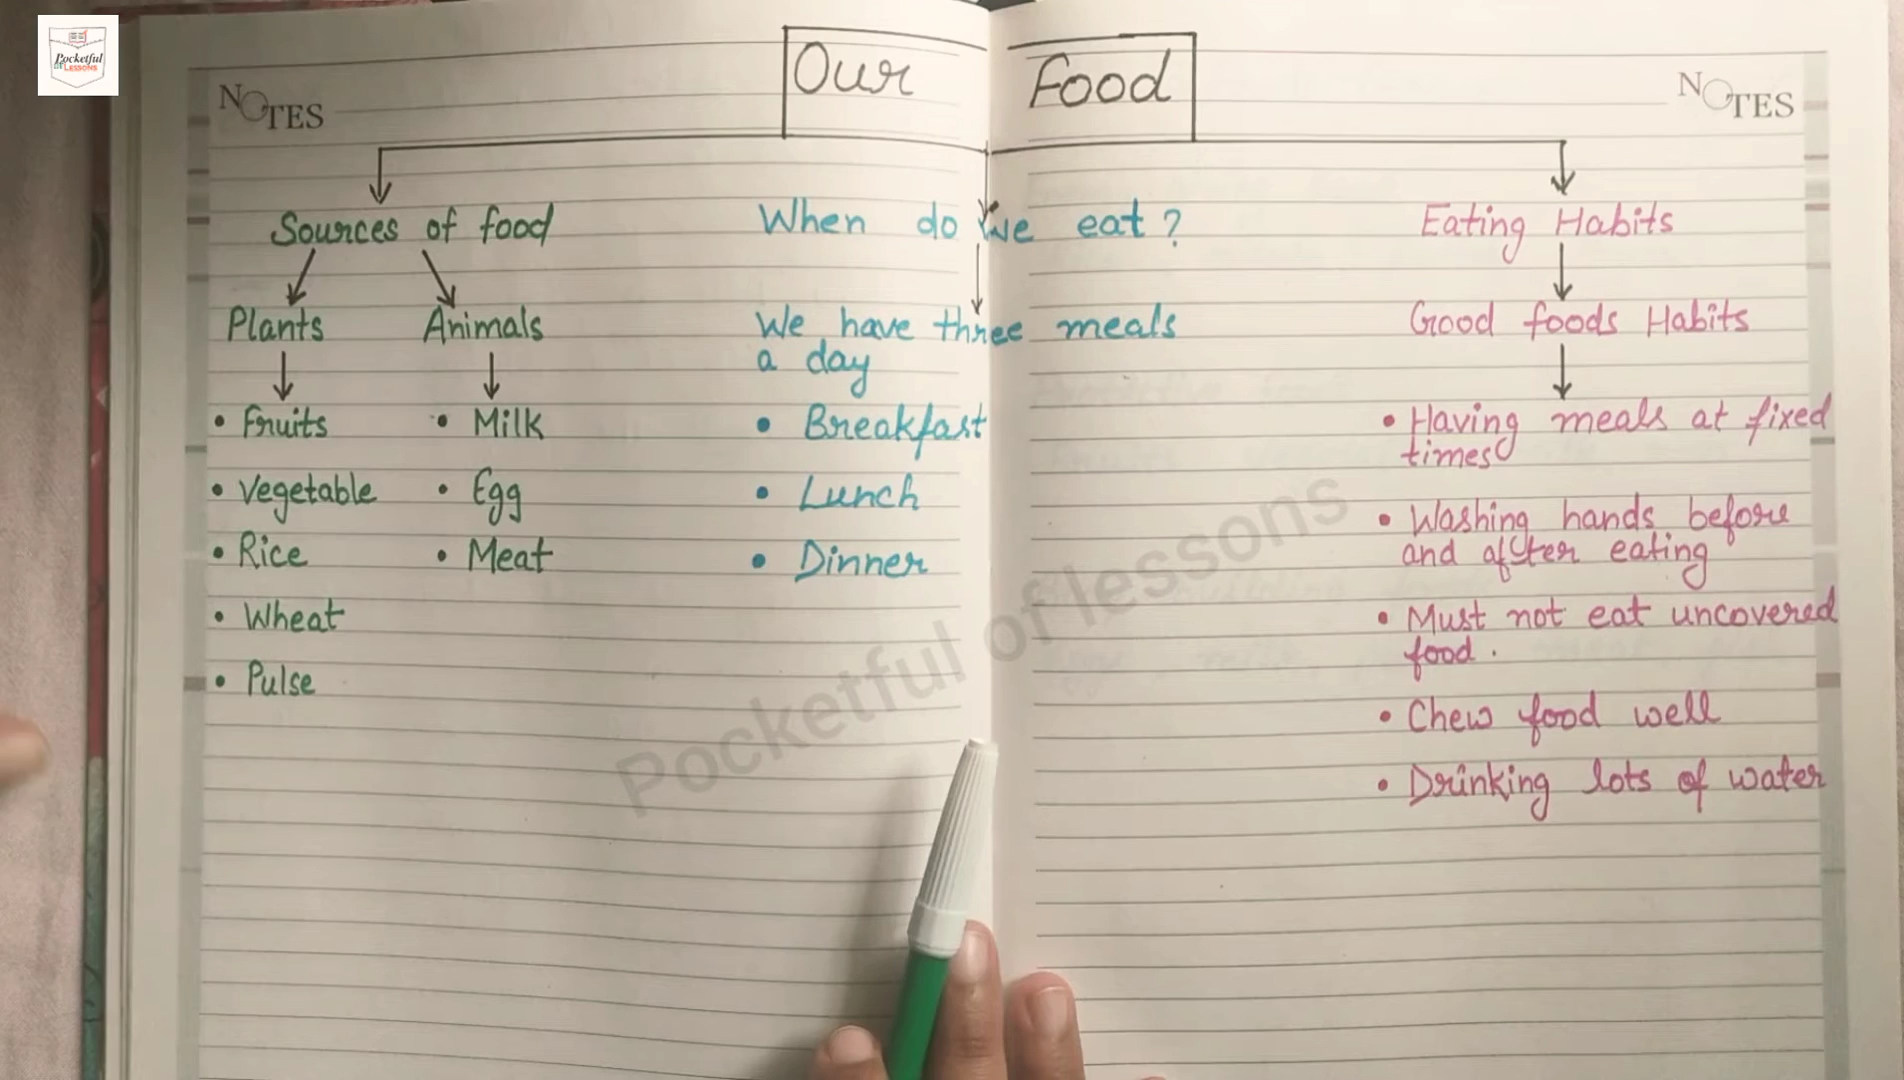 Pocketful
OF LESSONS
NOTES
NOTES
Our Food
Sources of food
Plants
Animals
• Fruits
• Vegetable
• Rice
• Wheat
• Pulse
• Milk
• Egg
• Meat
When do we eat?
We have three meals
a day
• Breakfast
• Lunch
• Dinner
Eating Habits
Good foods Habits
• Having meals at fixed
times
• Washing hands before
and after eating
• Must not eat uncovered
food.
• Chew food well
• Drinking lots of water
Pocketful of lessons